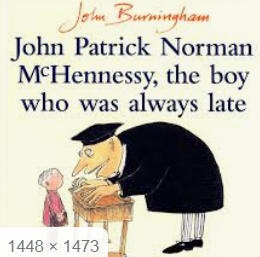 John Burningham
John Patrick Norman
McHennessy, the boy
who was always late
1448 × 1473